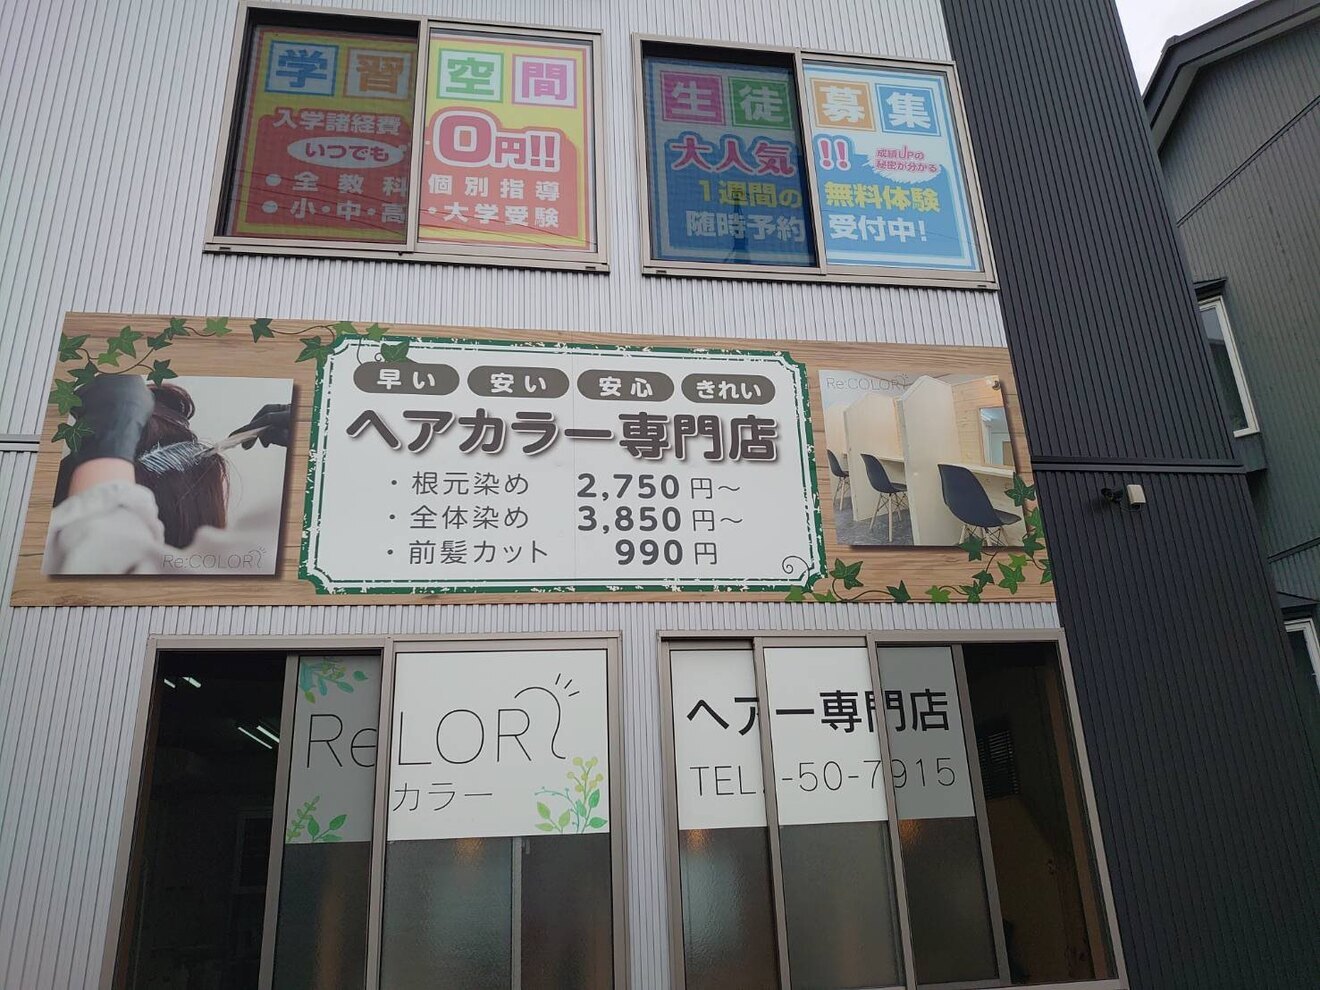 学習空間
入学諸経費
いつでも 0円!!
・全教科 個別指導
・小・中・高・大学受験
生徒募集
大人気!!
成績UPの
秘密が分かる
1週間の無料体験
随時予約受付中!
早い 安い 安心 きれい
ヘアカラー専門店
・根元染め 2,750円～
・全体染め 3,850円～
・前髪カット 990円
Re:COLOR
Re:COLOR
Re LOR
カラー
ヘアー専門店
TEL. -50-7915